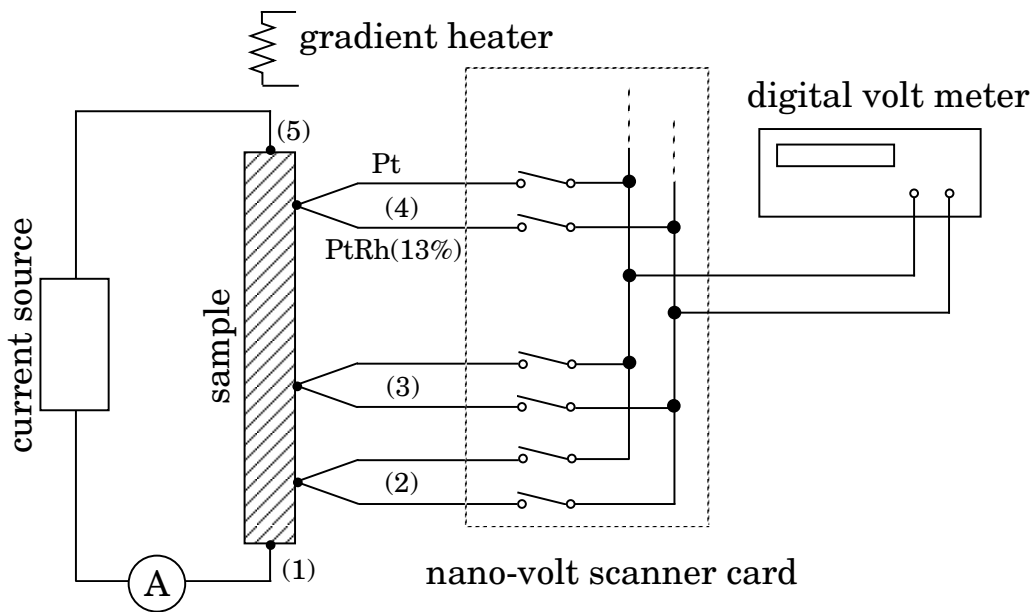 gradient heater
digital volt meter
(5)
Pt
(4)
PtRh(13%)
current source
sample
(3)
(2)
(1)
A
nano-volt scanner card